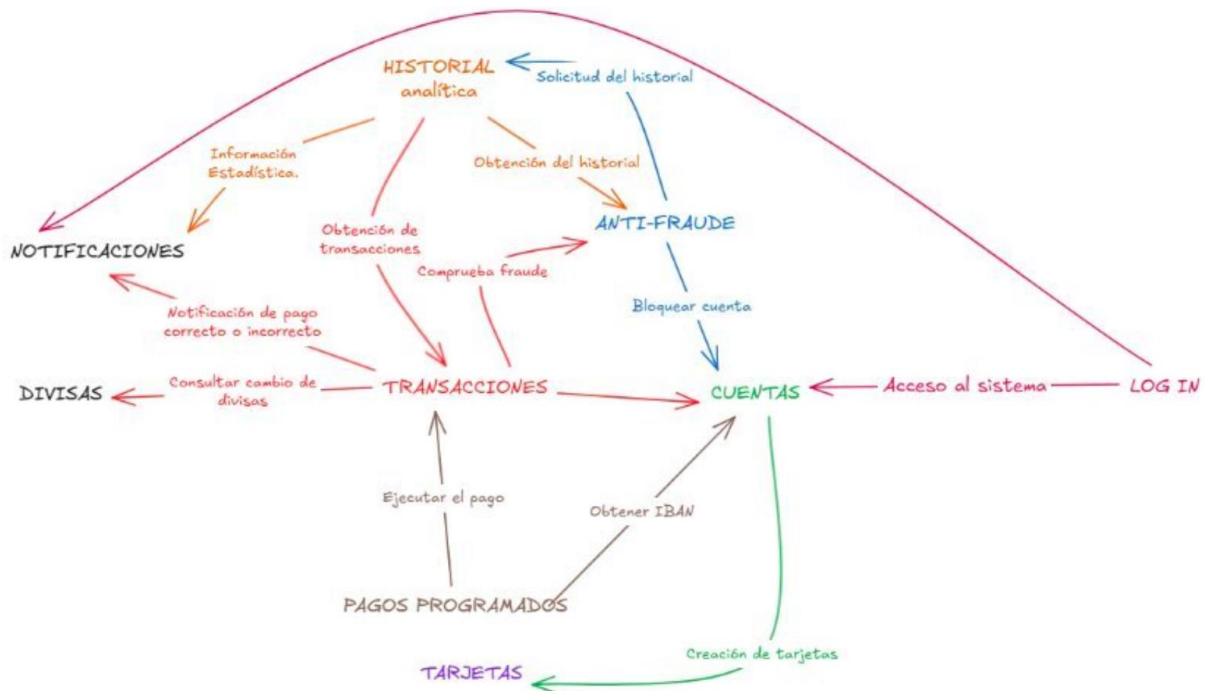 HISTORIAL
analítica
Solicitud del historial
Información
Estadística.
Obtención del historial
Obtención de
transacciones
ANTI-FRAUDE
NOTIFICACIONES
Comprueba fraude
Notificación de pago
correcto o incorrecto
Bloquear cuenta
DIVISAS
Consultar cambio de
divisas
TRANSACCIONES
CUENTAS
Acceso al sistema
LOG IN
Ejecutar el pago
Obtener IBAN
PAGOS PROGRAMADOS
TARJETAS
Creación de tarjetas